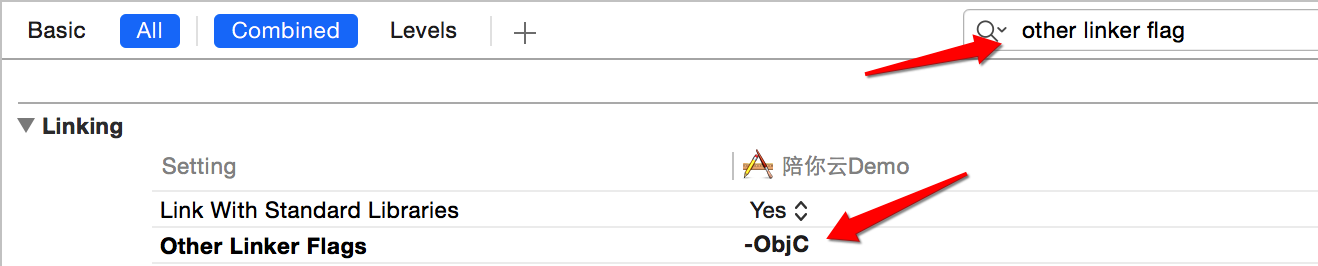 Basic All Combined Levels + other linker flag
Linking
Setting 陪你云Demo
Link With Standard Libraries Yes
Other Linker Flags -ObjC